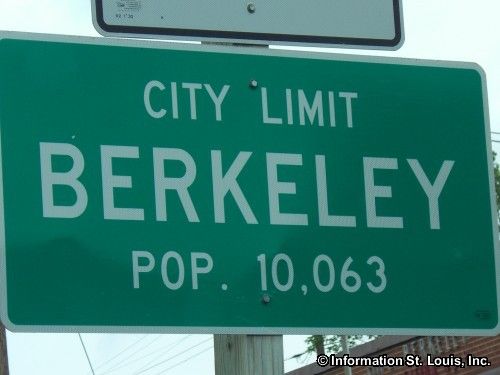 CITY LIMIT
BERKELEY
POP. 10,063
© Information St. Louis, Inc.